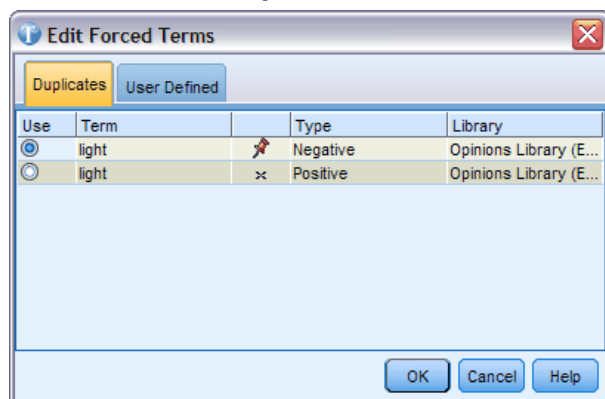 Edit Forced Terms
Duplicates User Defined
Use Term Type Library
light Negative Opinions Library (E...
light Positive Opinions Library (E...
OK Cancel Help